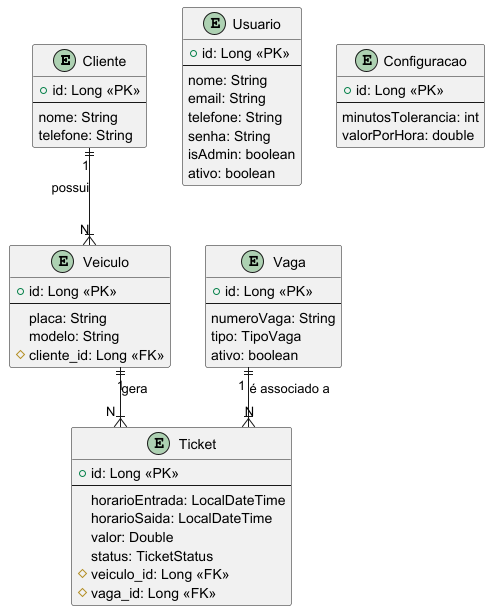 E Cliente
id: Long «PK»
nome: String
telefone: String
E Usuario
id: Long «PK»
nome: String
email: String
telefone: String
senha: String
isAdmin: boolean
ativo: boolean
E Configuracao
id: Long «PK»
minutosTolerancia: int
valorPorHora: double
1
possui
N
E Veiculo
id: Long «PK»
placa: String
modelo: String
cliente_id: Long «FK»
E Vaga
id: Long «PK»
numeroVaga: String
tipo: TipoVaga
ativo: boolean
1
gera
N
1
é associado a
N
E Ticket
id: Long «PK»
horarioEntrada: LocalDateTime
horarioSaida: LocalDateTime
valor: Double
status: TicketStatus
veiculo_id: Long «FK»
vaga_id: Long «FK»